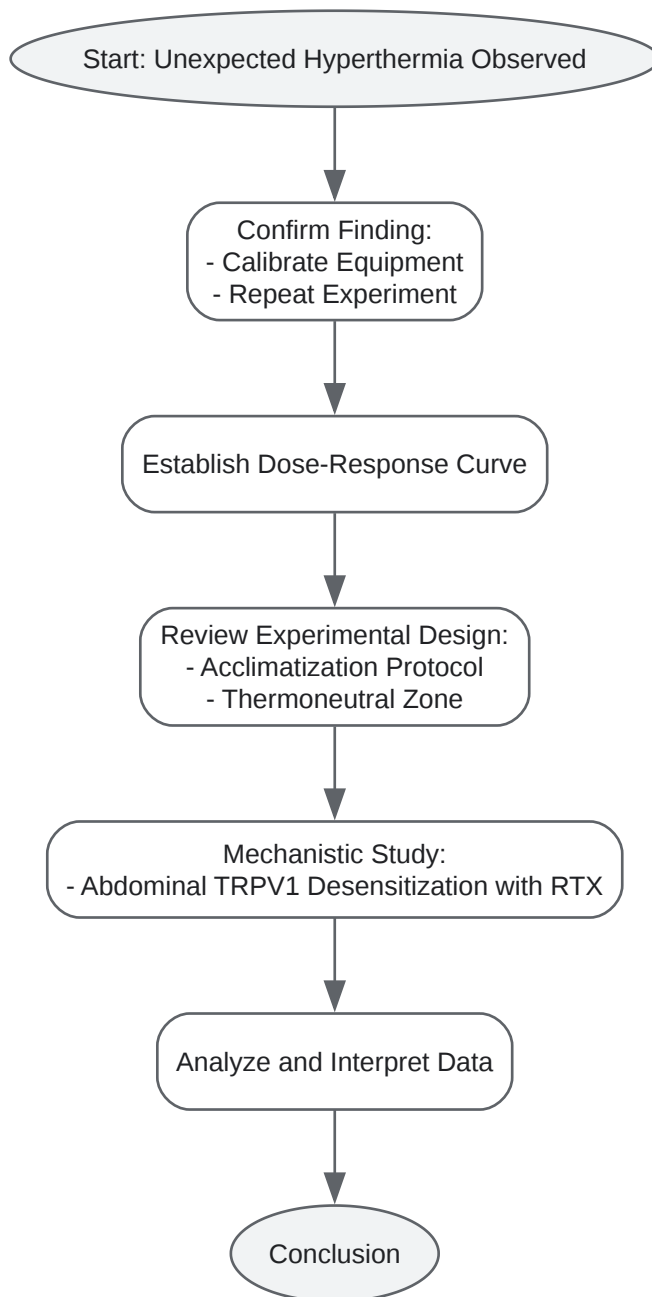 Start: Unexpected Hyperthermia Observed
Confirm Finding:
- Calibrate Equipment
- Repeat Experiment
Establish Dose-Response Curve
Review Experimental Design:
- Acclimatization Protocol
- Thermoneutral Zone
Mechanistic Study:
- Abdominal TRPV1 Desensitization with RTX
Analyze and Interpret Data
Conclusion